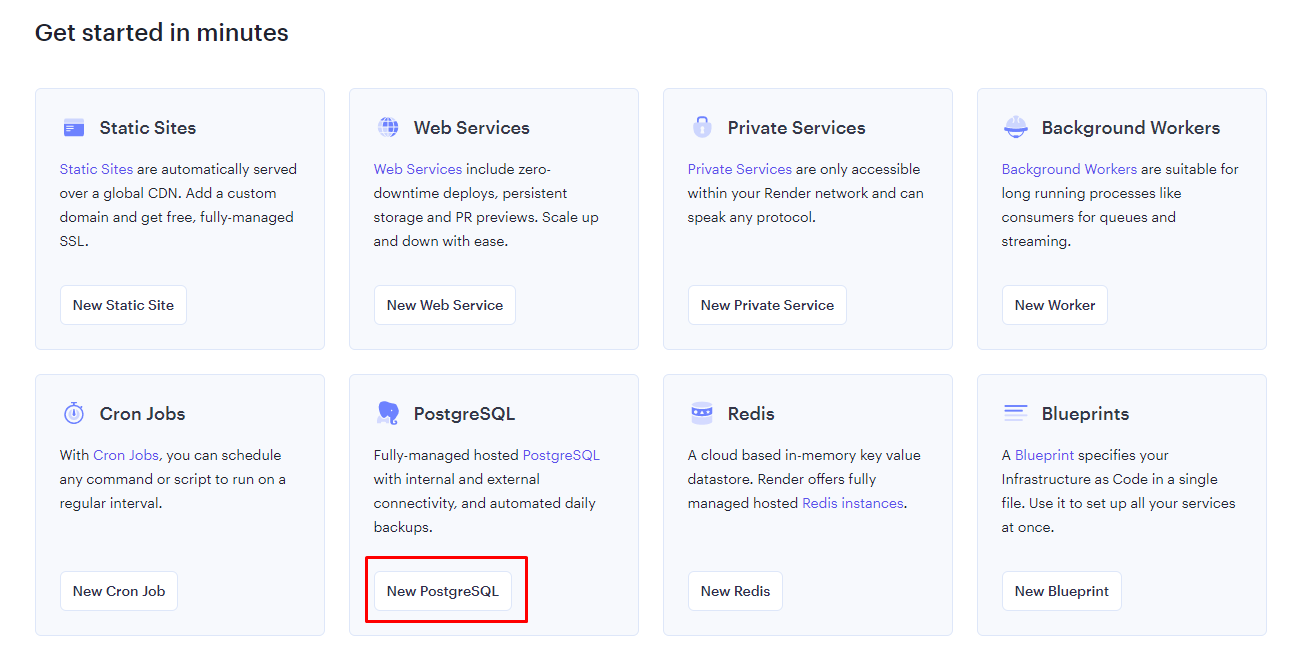 Get started in minutes
Static Sites
Static Sites are automatically served
over a global CDN. Add a custom
domain and get free, fully-managed
SSL.
New Static Site
Web Services
Web Services include zero-
downtime deploys, persistent
storage and PR previews. Scale up
and down with ease.
New Web Service
Private Services
Private Services are only accessible
within your Render network and can
speak any protocol.
New Private Service
Background Workers
Background Workers are suitable for
long running processes like
consumers for queues and
streaming.
New Worker
Cron Jobs
With Cron Jobs, you can schedule
any command or script to run on a
regular interval.
New Cron Job
PostgreSQL
Fully-managed hosted PostgreSQL
with internal and external
connectivity, and automated daily
backups.
New PostgreSQL
Redis
A cloud based in-memory key value
datastore. Render offers fully
managed hosted Redis instances.
New Redis
Blueprints
A Blueprint specifies your
Infrastructure as Code in a single
file. Use it to set up all your services
at once.
New Blueprint